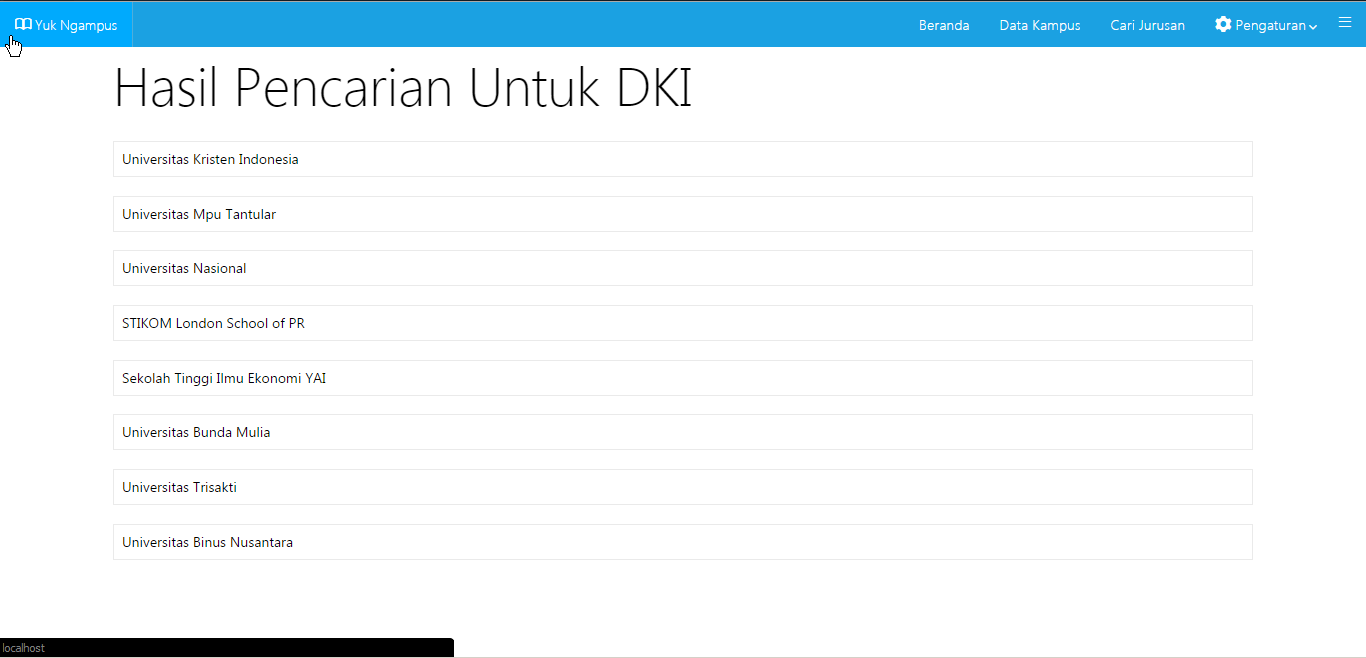 Yuk Ngampus Beranda Data Kampus Cari Jurusan Pengaturan
Hasil Pencarian Untuk DKI
Universitas Kristen Indonesia
Universitas Mpu Tantular
Universitas Nasional
STIKOM London School of PR
Sekolah Tinggi Ilmu Ekonomi YAI
Universitas Bunda Mulia
Universitas Trisakti
Universitas Binus Nusantara
localhost